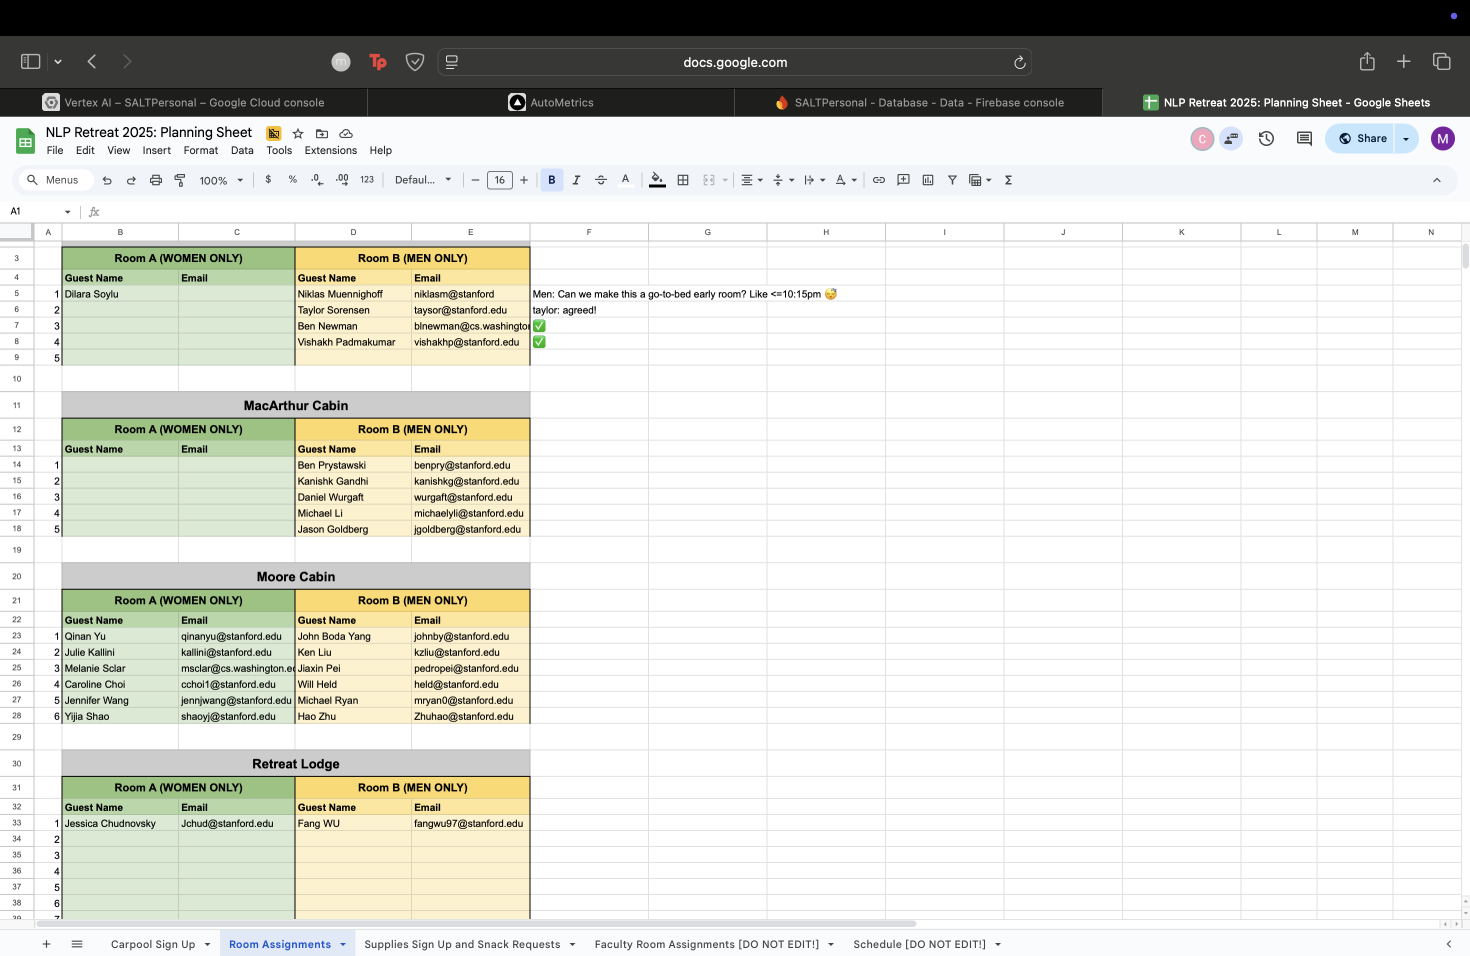 docs.google.com
Vertex AI – SALTPersonal – Google Cloud console
AutoMetrics
SALTPersonal - Database - Data - Firebase console
NLP Retreat 2025: Planning Sheet - Google Sheets
NLP Retreat 2025: Planning Sheet
File Edit View Insert Format Data Tools Extensions Help
C
Share
M
Menus 100% $ % .0 .00 123 Defaul... 16 B I S A
A1 fx
A B C D E F G H I J K L M N
3 Room A (WOMEN ONLY) Room B (MEN ONLY)
4 Guest Name Email Guest Name Email
5 1 Dilara Soylu Niklas Muennighoff niklasm@stanford Men: Can we make this a go-to-bed early room? Like <=10:15pm 😴
6 2 Taylor Sorensen taysor@stanford.edu taylor: agreed!
7 3 Ben Newman blnewman@cs.washington ✅
8 4 Vishakh Padmakumar vishakhp@stanford.edu ✅
9 5
10
11 MacArthur Cabin
12 Room A (WOMEN ONLY) Room B (MEN ONLY)
13 Guest Name Email Guest Name Email
14 1 Ben Prystawski benpry@stanford.edu
15 2 Kanishk Gandhi kanishkg@stanford.edu
16 3 Daniel Wurgaft wurgaft@stanford.edu
17 4 Michael Li michaelyli@stanford.edu
18 5 Jason Goldberg jgoldberg@stanford.edu
19
20 Moore Cabin
21 Room A (WOMEN ONLY) Room B (MEN ONLY)
22 Guest Name Email Guest Name Email
23 1 Qinan Yu qinanyu@stanford.edu John Boda Yang johnby@stanford.edu
24 2 Julie Kallini kallini@stanford.edu Ken Liu kzliu@stanford.edu
25 3 Melanie Sclar msclar@cs.washington.ec Jiaxin Pei pedropei@stanford.edu
26 4 Caroline Choi cchoi1@stanford.edu Will Held held@stanford.edu
27 5 Jennifer Wang jennjwang@stanford.edu Michael Ryan mryan0@stanford.edu
28 6 Yijia Shao shaoyj@stanford.edu Hao Zhu Zhuhao@stanford.edu
29
30 Retreat Lodge
31 Room A (WOMEN ONLY) Room B (MEN ONLY)
32 Guest Name Email Guest Name Email
33 1 Jessica Chudnovsky Jchud@stanford.edu Fang WU fangwu97@stanford.edu
34 2
35 3
36 4
37 5
38 6
39 7
Carpool Sign Up Room Assignments Supplies Sign Up and Snack Requests Faculty Room Assignments [DO NOT EDIT!] Schedule [DO NOT EDIT!]